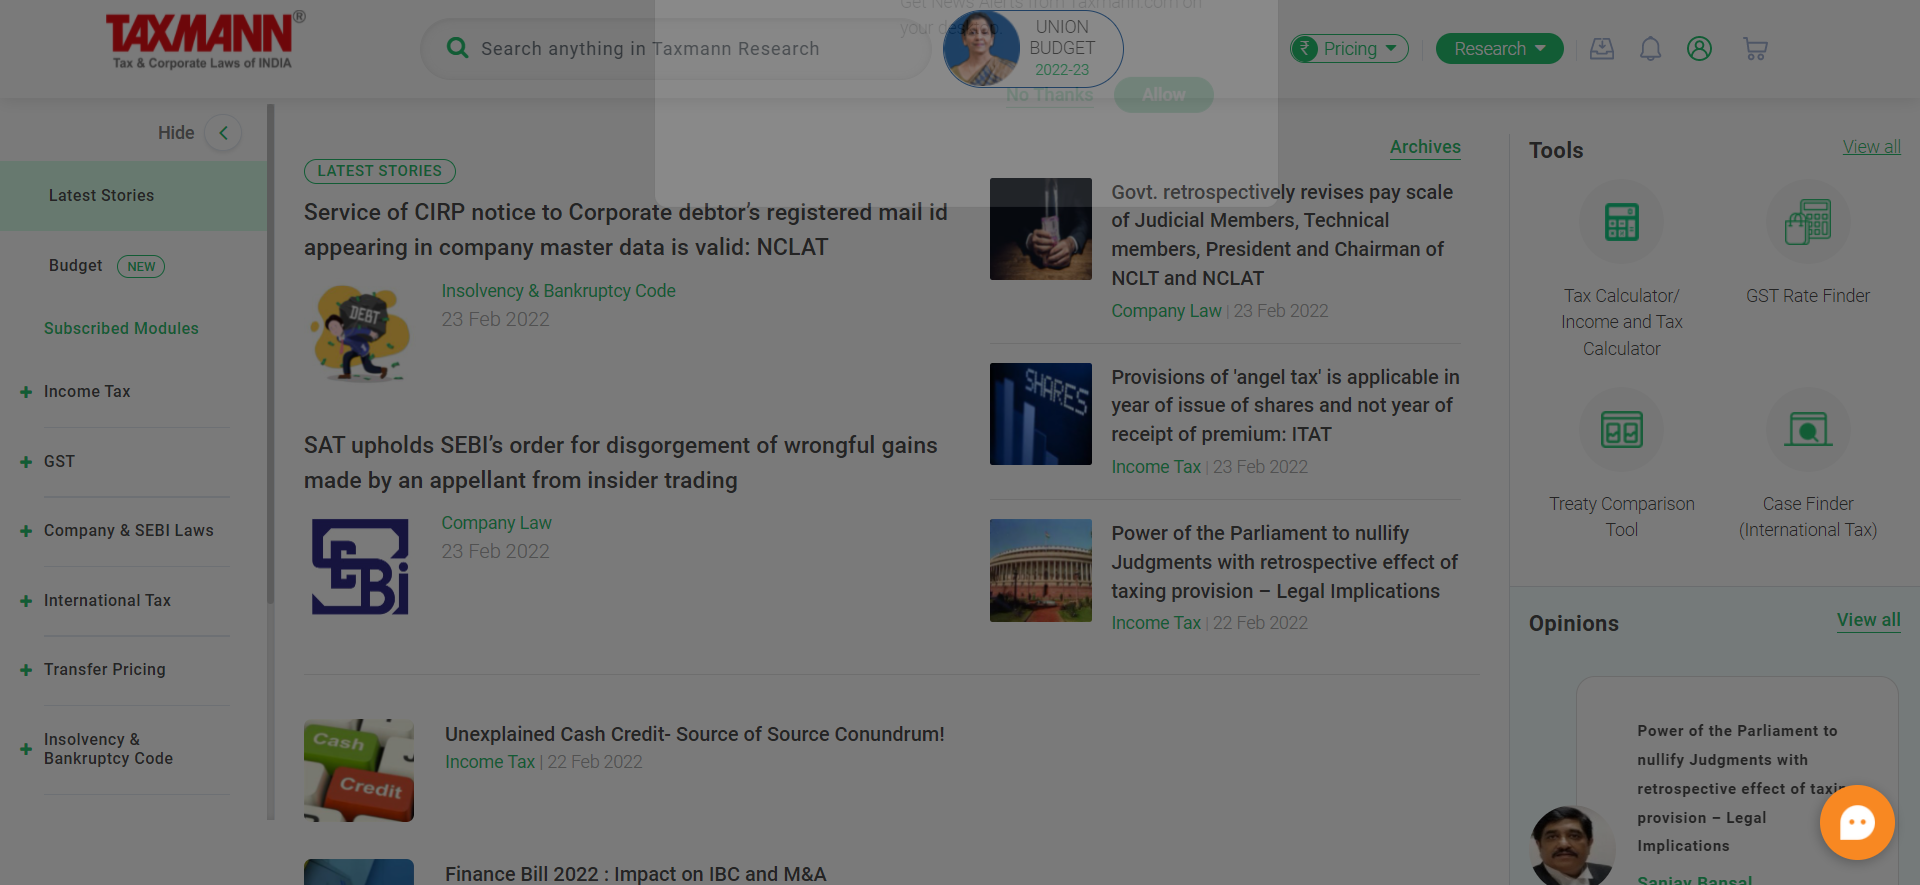 TAXMANN®
Tax & Corporate Laws of INDIA
Search anything in Taxmann Research
Get News Alerts from Taxmann.com on
your desktop.
UNION
BUDGET
2022-23
No Thanks
Allow
Pricing
Research
Hide
Latest Stories
Budget NEW
Subscribed Modules
Income Tax
GST
Company & SEBI Laws
International Tax
Transfer Pricing
Insolvency &
Bankruptcy Code
LATEST STORIES
Archives
Service of CIRP notice to Corporate debtor’s registered mail id
appearing in company master data is valid: NCLAT
DEBT
Insolvency & Bankruptcy Code
23 Feb 2022
SAT upholds SEBI’s order for disgorgement of wrongful gains
made by an appellant from insider trading
SEBi
Company Law
23 Feb 2022
Govt. retrospectively revises pay scale
of Judicial Members, Technical
members, President and Chairman of
NCLT and NCLAT
Company Law | 23 Feb 2022
SHARES
Provisions of 'angel tax' is applicable in
year of issue of shares and not year of
receipt of premium: ITAT
Income Tax | 23 Feb 2022
Power of the Parliament to nullify
Judgments with retrospective effect of
taxing provision – Legal Implications
Income Tax | 22 Feb 2022
Cash
Credit
Unexplained Cash Credit- Source of Source Conundrum!
Income Tax | 22 Feb 2022
Finance Bill 2022 : Impact on IBC and M&A
Tools
View all
Tax Calculator/
Income and Tax
Calculator
GST Rate Finder
Treaty Comparison
Tool
Case Finder
(International Tax)
Opinions
View all
Power of the Parliament to
nullify Judgments with
retrospective effect of taxing
provision – Legal
Implications
Sanjay Bansal